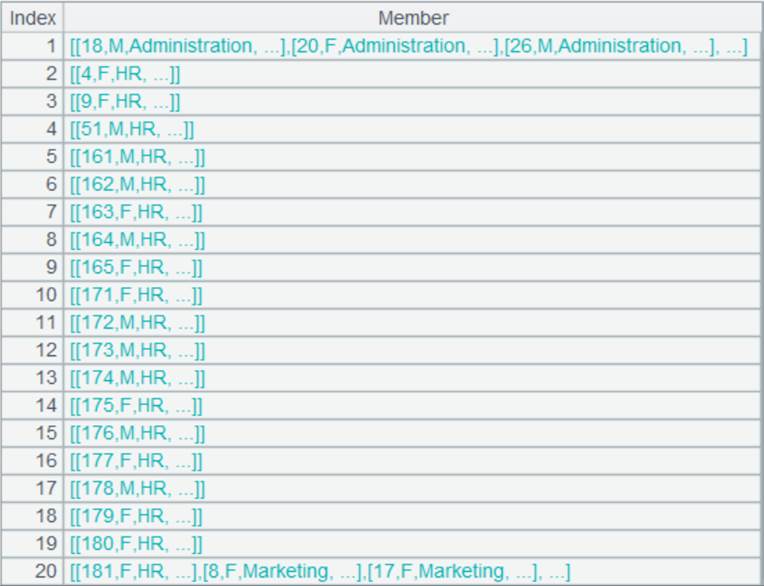 Index Member
1 [[18,M,Administration, ...],[20,F,Administration, ...],[26,M,Administration, ...], ...]
2 [[4,F,HR, ...]]
3 [[9,F,HR, ...]]
4 [[51,M,HR, ...]]
5 [[161,M,HR, ...]]
6 [[162,M,HR, ...]]
7 [[163,F,HR, ...]]
8 [[164,M,HR, ...]]
9 [[165,F,HR, ...]]
10 [[171,F,HR, ...]]
11 [[172,M,HR, ...]]
12 [[173,M,HR, ...]]
13 [[174,M,HR, ...]]
14 [[175,F,HR, ...]]
15 [[176,M,HR, ...]]
16 [[177,F,HR, ...]]
17 [[178,M,HR, ...]]
18 [[179,F,HR, ...]]
19 [[180,F,HR, ...]]
20 [[181,F,HR, ...],[8,F,Marketing, ...],[17,F,Marketing, ...], ...]